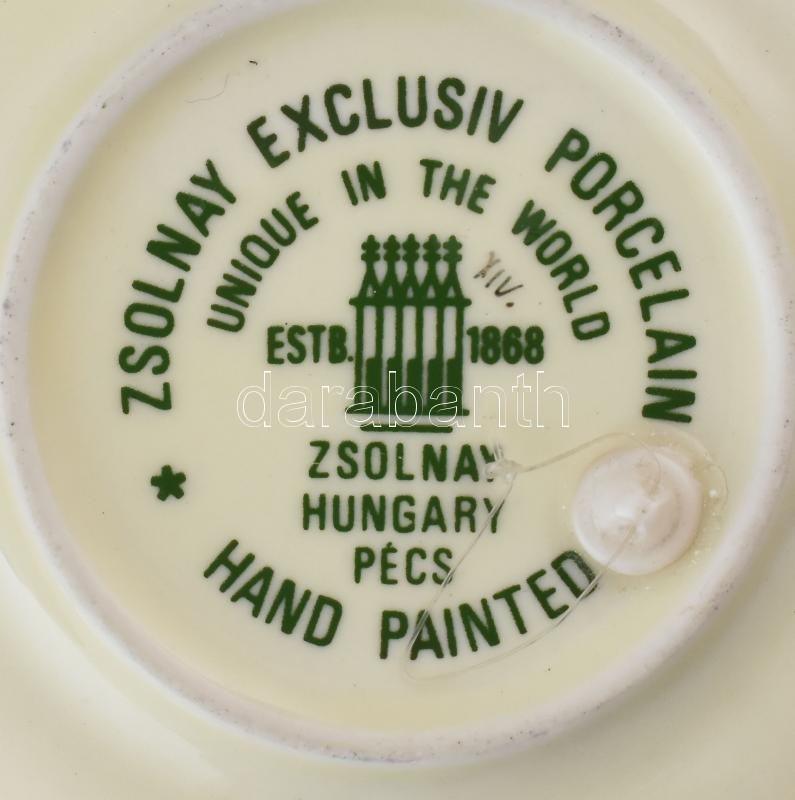 ZSOLNAY EXCLUSIV PORCELAIN
UNIQUE IN THE WORLD
XIV.
ESTB. 1868
darabanth
ZSOLNAY
HUNGARY
PÉCS
* HAND PAINTED